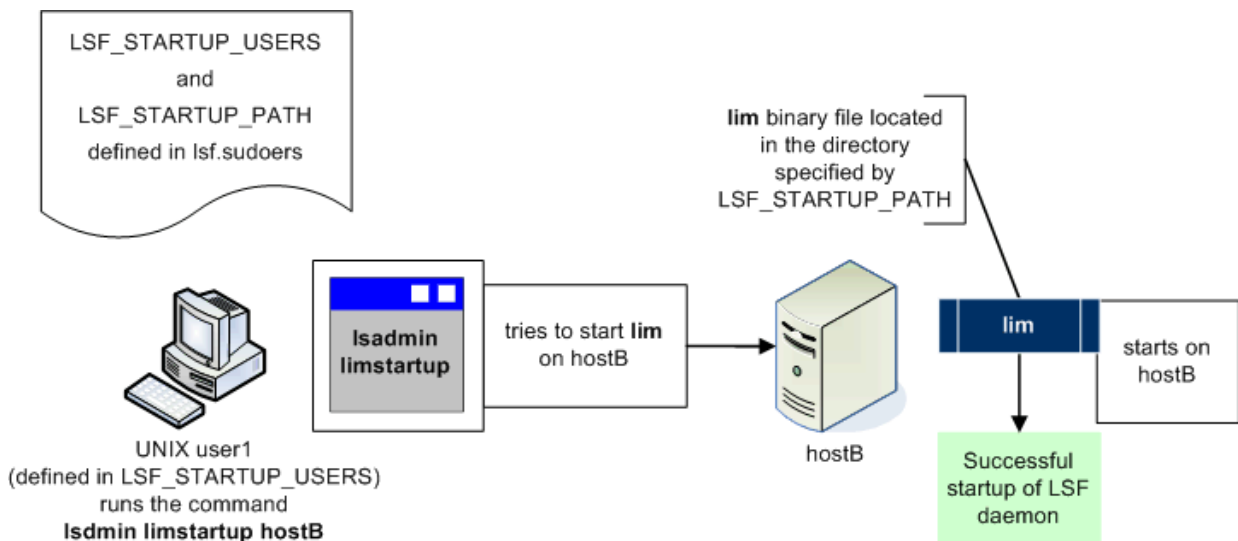 LSF_STARTUP_USERS
and
LSF_STARTUP_PATH
defined in lsf.sudoers
lim binary file located
in the directory
specified by
LSF_STARTUP_PATH
lsadmin
limstartup
tries to start lim
on hostB
lim
starts on
hostB
UNIX user1
(defined in LSF_STARTUP_USERS)
runs the command
lsdmin limstartup hostB
hostB
Successful
startup of LSF
daemon